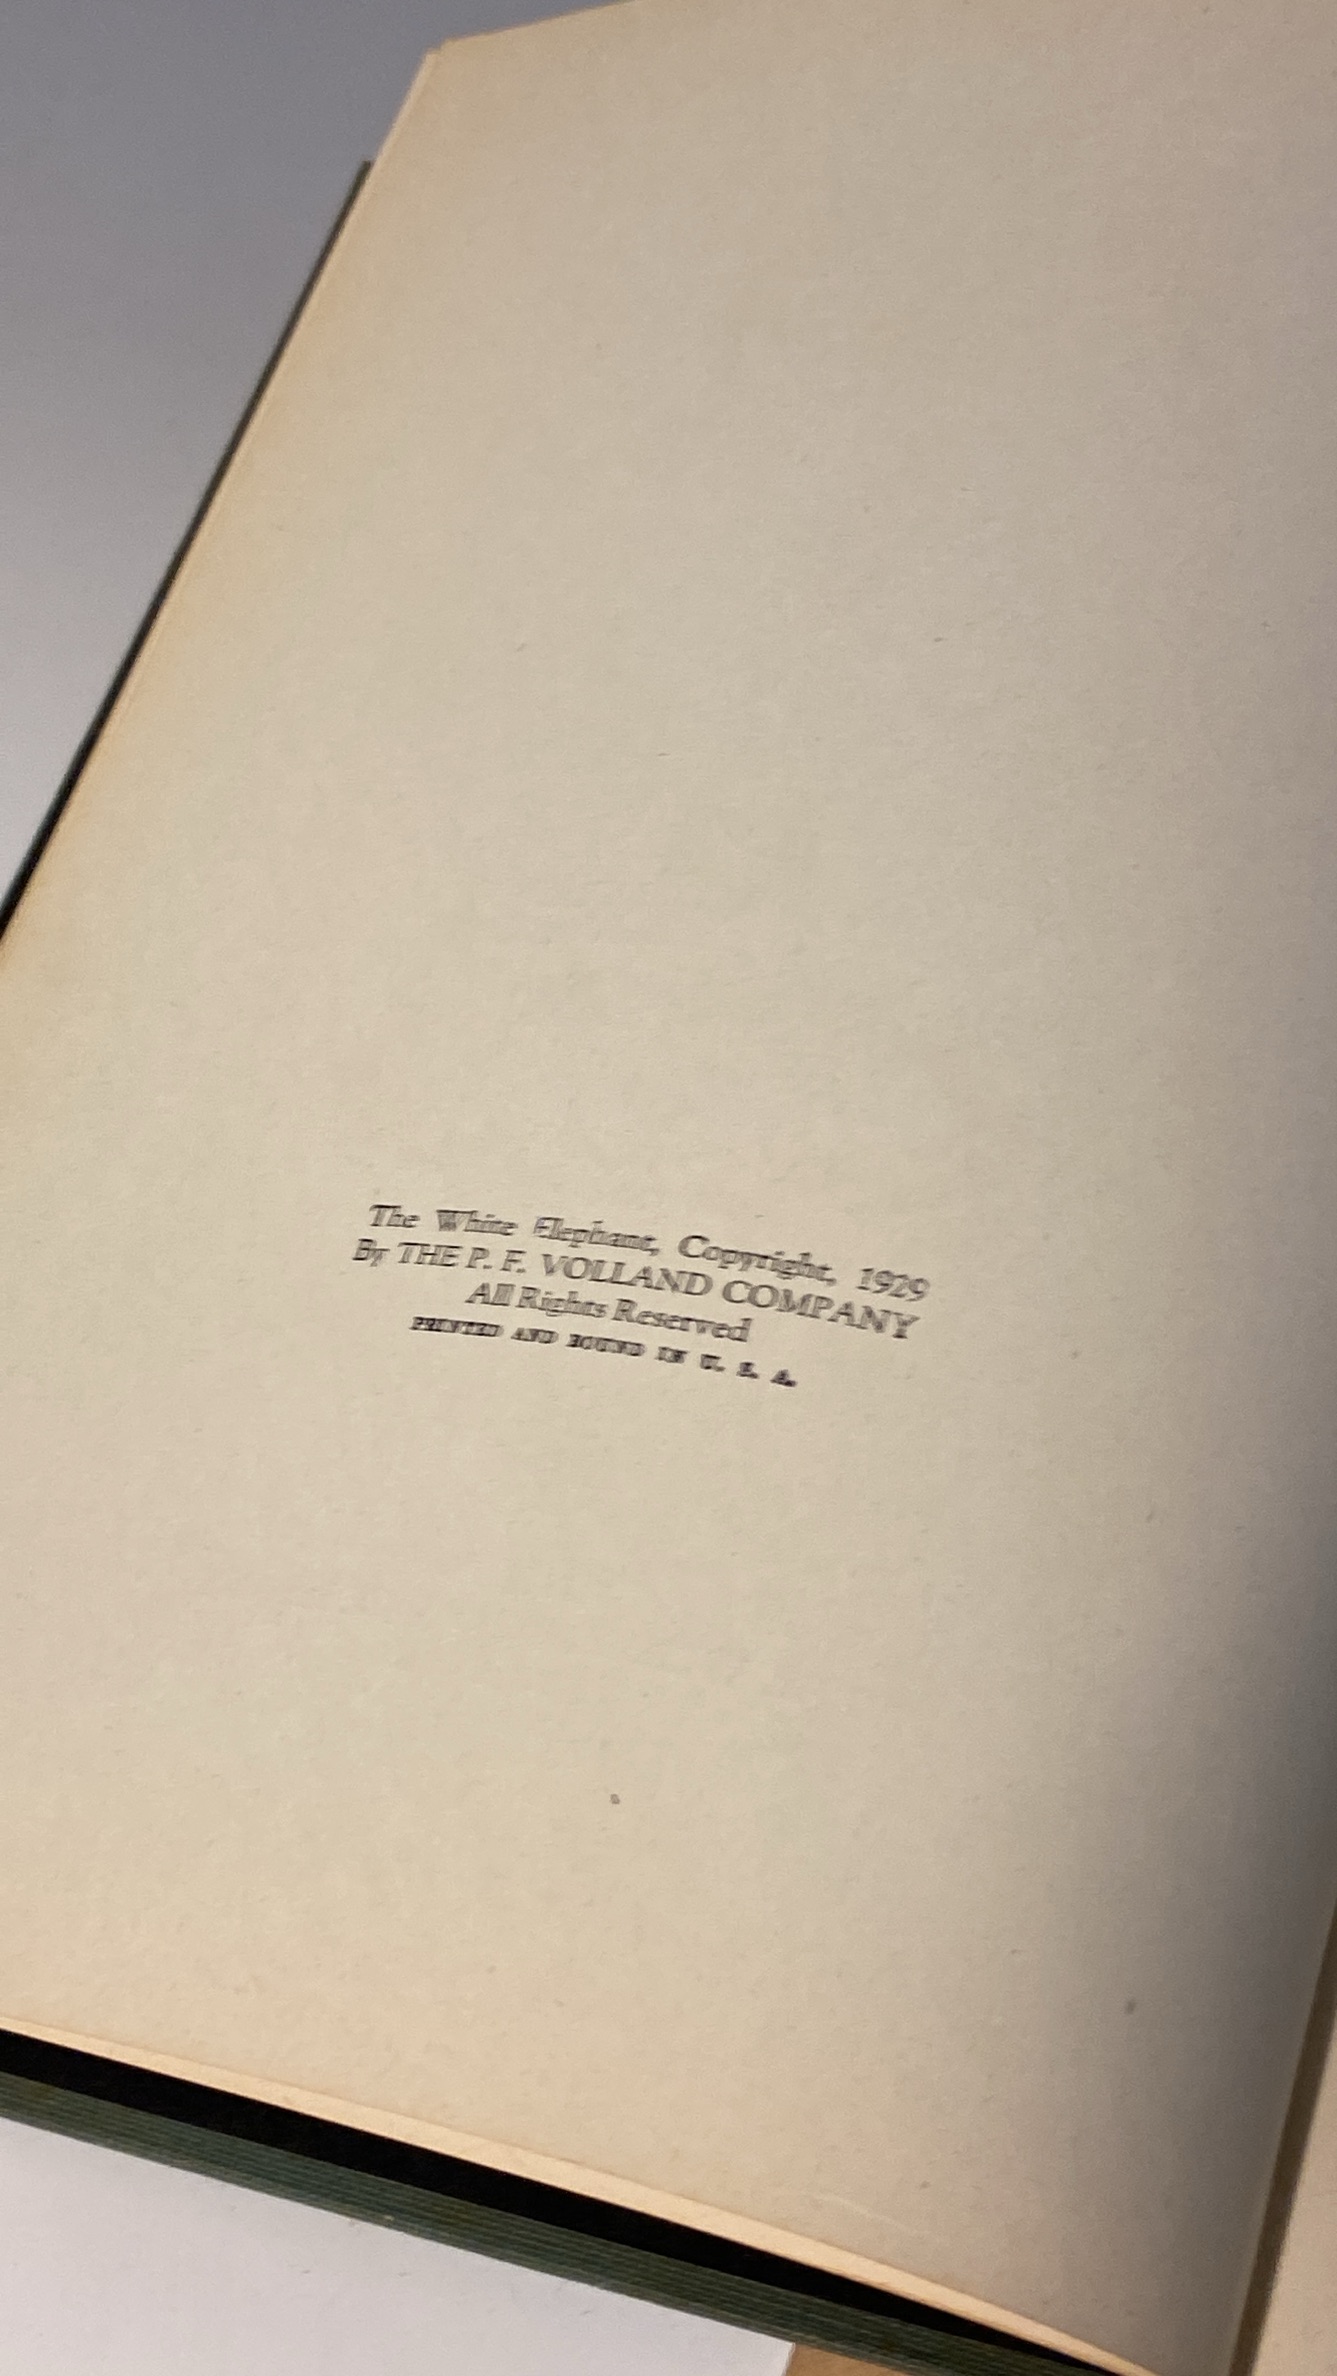 The White Elephant, Copyright, 1929
By THE P. F. VOLLAND COMPANY
All Rights Reserved
PRINTED AND BOUND IN U. S. A.